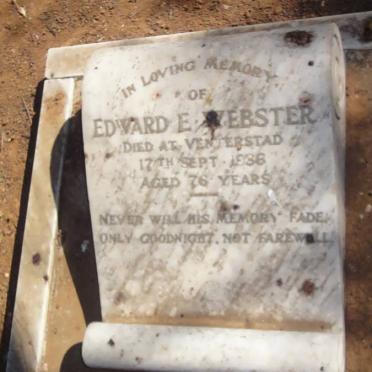 IN LOVING MEMORY
OF
EDWARD E. WEBSTER
DIED AT VENTERSTAD
17TH SEPT. 1936
AGED 76 YEARS
NEVER WILL HIS MEMORY FADE.
ONLY GOODNIGHT, NOT FAREWELL.